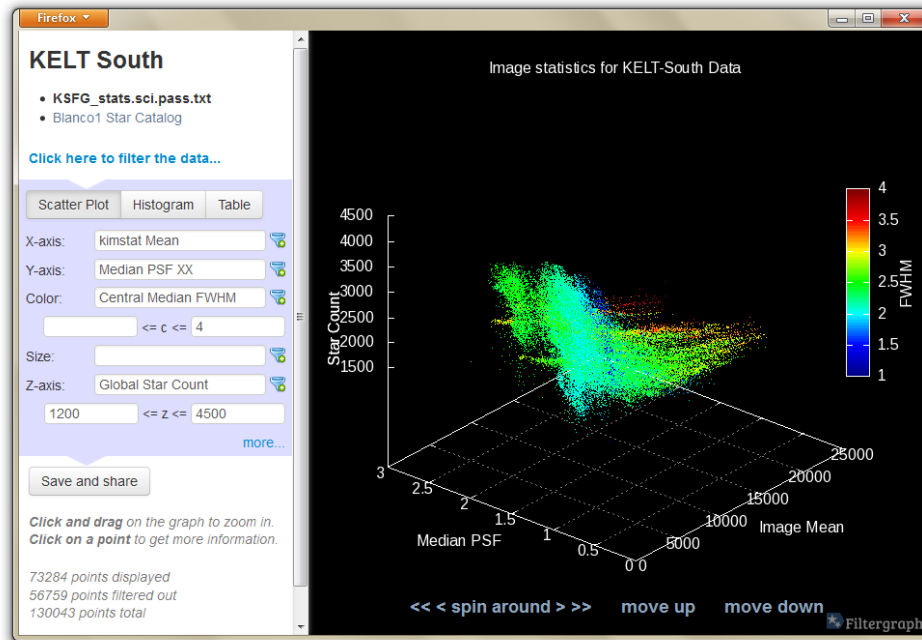 Firefox
KELT South
KSFG_stats.sci.pass.txt
Blanco1 Star Catalog
Click here to filter the data...
Scatter Plot Histogram Table
X-axis: kimstat Mean
Y-axis: Median PSF XX
Color: Central Median FWHM
<= c <= 4
Size:
Z-axis: Global Star Count
1200 <= z <= 4500
more...
Save and share
Click and drag on the graph to zoom in.
Click on a point to get more information.
73284 points displayed
56759 points filtered out
130043 points total
Image statistics for KELT-South Data
4500
4000
3500
3000
2500
2000
1500
Star Count
3
2.5
2
1.5
1
0.5
0
Median PSF
0
5000
10000
15000
20000
25000
Image Mean
4
3.5
3
2.5
2
1.5
1
FWHM
<< < spin around > >> move up move down
Filtergraph